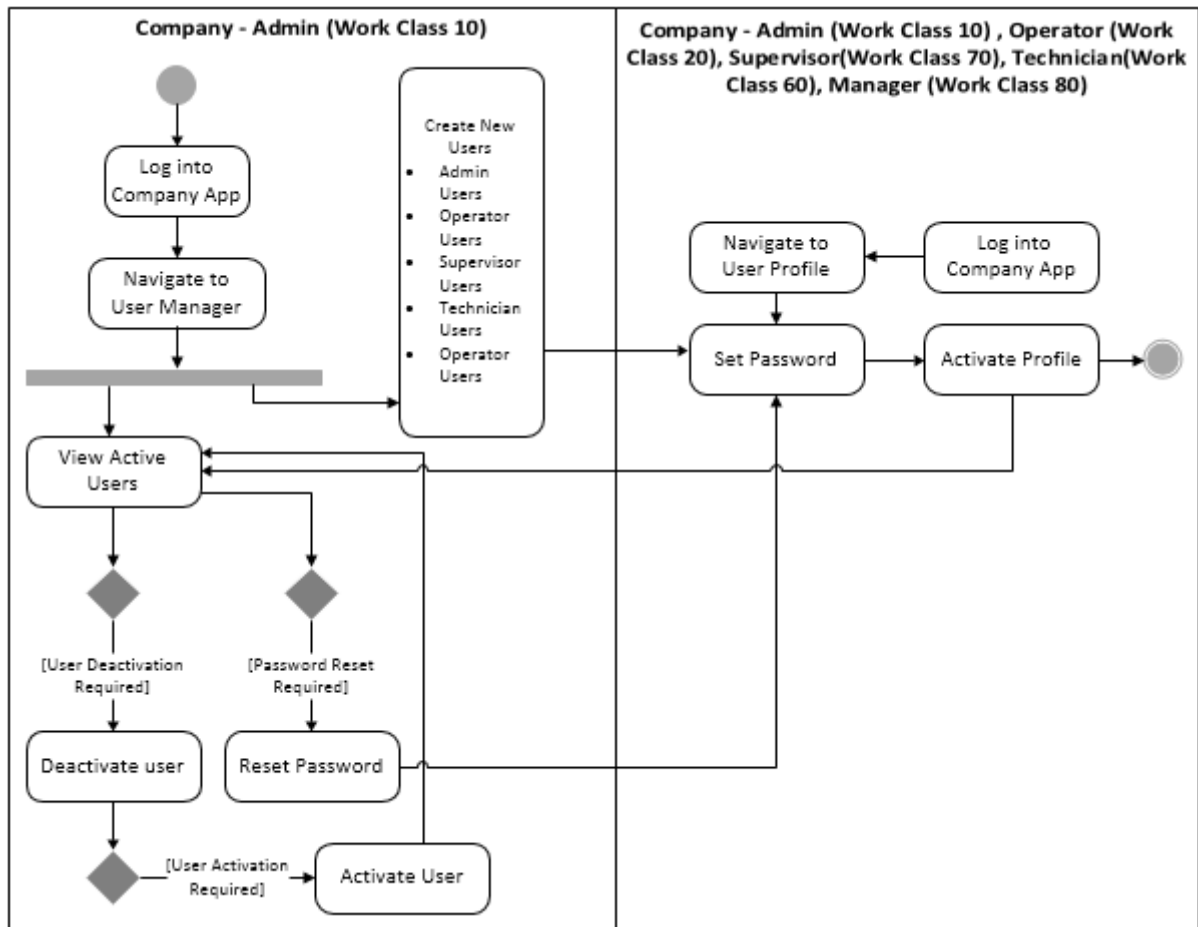 Company - Admin (Work Class 10)
Log into
Company App
Navigate to
User Manager
Create New
Users
• Admin
Users
• Operator
Users
• Supervisor
Users
• Technician
Users
• Operator
Users
View Active
Users
[User Deactivation
Required]
[Password Reset
Required]
Deactivate user
Reset Password
[User Activation
Required]
Activate User
Company - Admin (Work Class 10) , Operator (Work
Class 20), Supervisor(Work Class 70), Technician(Work
Class 60), Manager (Work Class 80)
Navigate to
User Profile
Log into
Company App
Set Password
Activate Profile